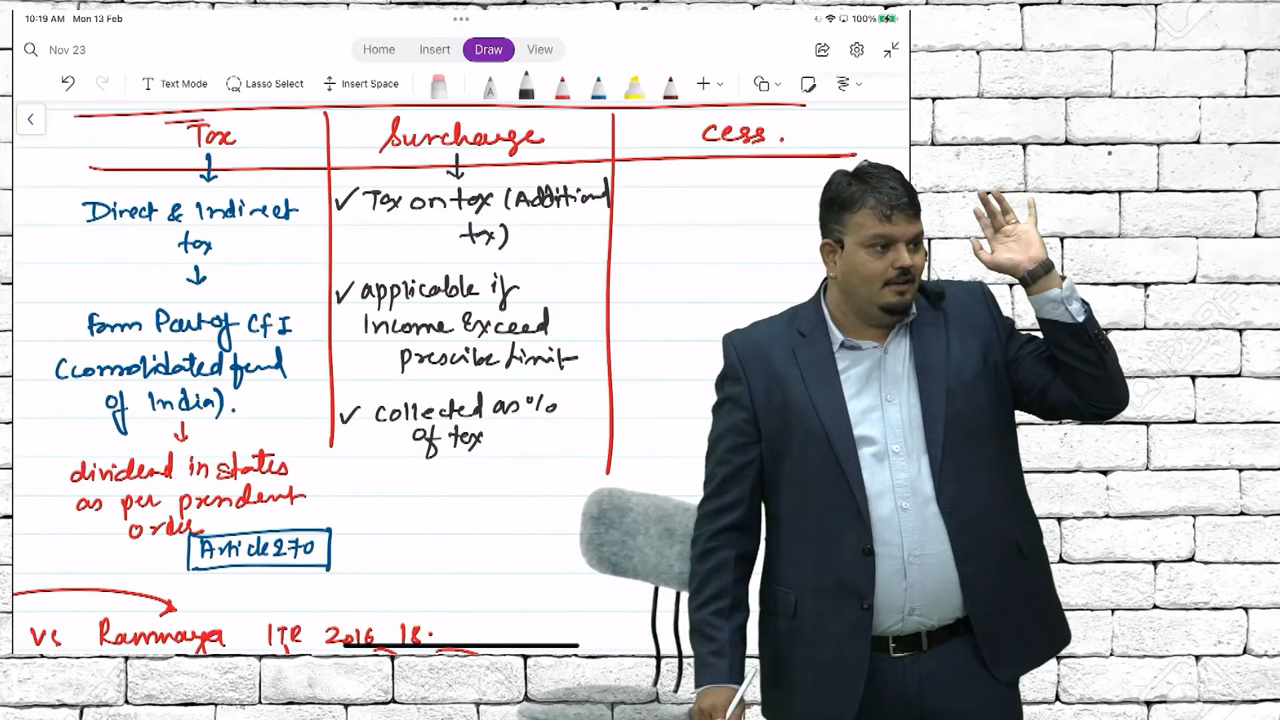 10:19 AM Mon 13 Feb
100%
Nov 23
Home Insert Draw View
Text Mode Lasso Select Insert Space
Tax
Surcharge
Cess.
Direct & Indirect
tax
form Part of CFI
(consolidated fund
of India).
dividend in states
as per president
order
Article 270
✓ Tax on tax (Additional
tax)
✓ applicable if
Income Exceed
prescibe limit
✓ collected as %
of tax
vs Rammaya ITR 2016 18.